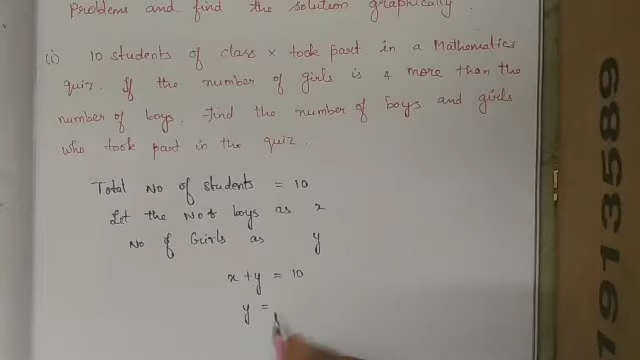 Problems and find the solution graphically.
(i) 10 students of class x took part in a Mathematics
quiz. If the number of girls is 4 more than the
number of boys, find the number of boys and girls
who took part in the quiz.
Total No of students = 10
Let the No of boys as x
No of Girls as y
x + y = 10
y =
1913589